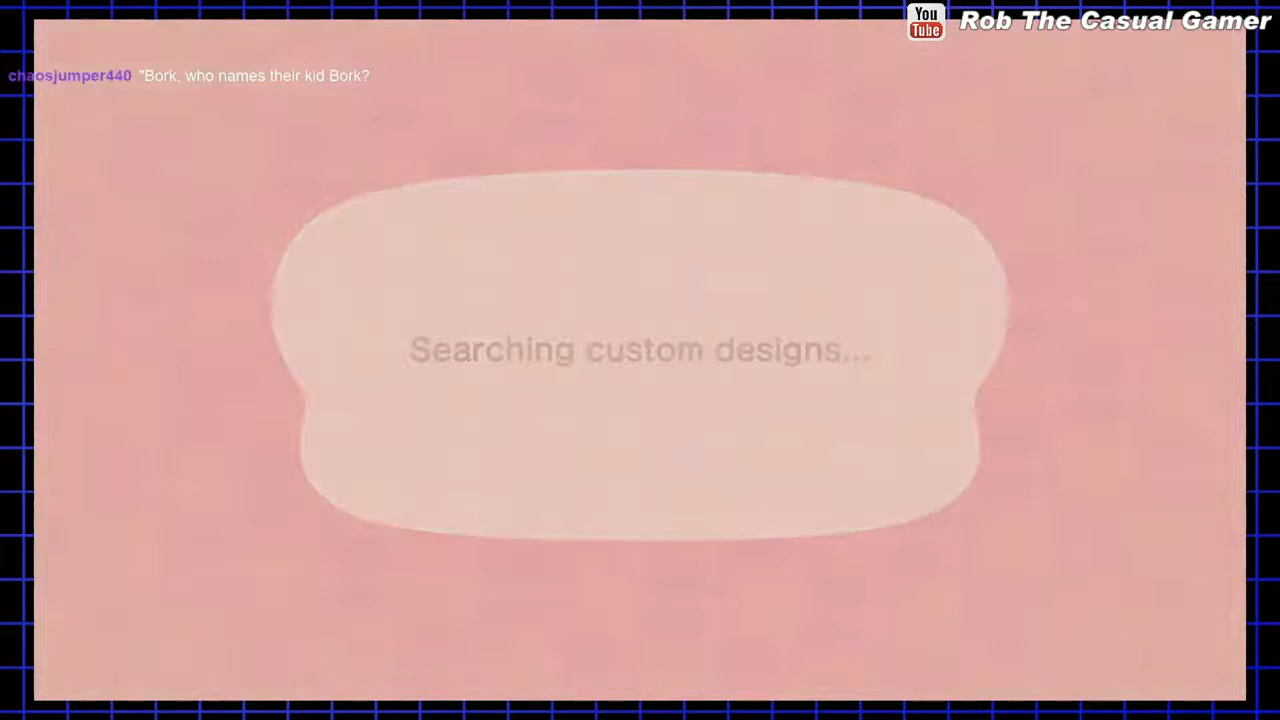 You
Tube
Rob The Casual Gamer
chaosjumper440 "Bork, who names their kid Bork?
Searching custom designs...